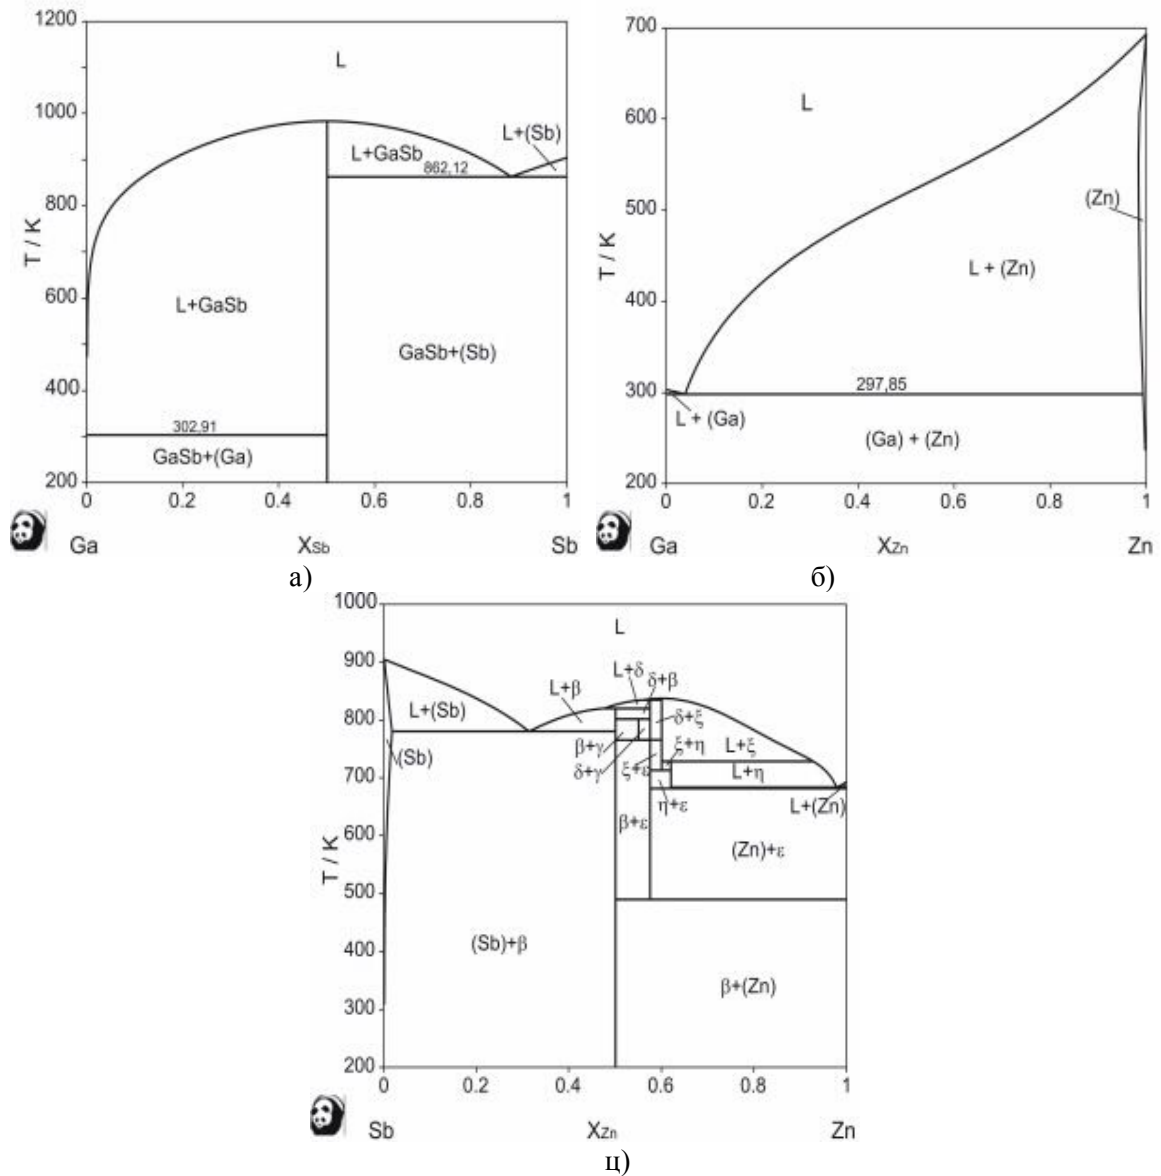 1200
1000
800
600
400
200
T / K
L
L+(Sb)
L+GaSb
862,12
L+GaSb
GaSb+(Sb)
302,91
GaSb+(Ga)
0 0.2 0.4 0.6 0.8 1
Ga XSb Sb
а)
700
600
500
400
300
200
T / K
L
(Zn)
L + (Zn)
297,85
L + (Ga)
(Ga) + (Zn)
0 0.2 0.4 0.6 0.8 1
Ga XZn Zn
б)
1000
900
800
700
600
500
400
300
200
T / K
L
L+δ
δ+β
L+β
L+(Sb)
δ+ξ
(Sb)
β+γ
ξ+η
L+ξ
δ+γ
ξ+ε
L+η
η+ε
L+(Zn)
β+ε
(Zn)+ε
(Sb)+β
β+(Zn)
0 0.2 0.4 0.6 0.8 1
Sb XZn Zn
ц)